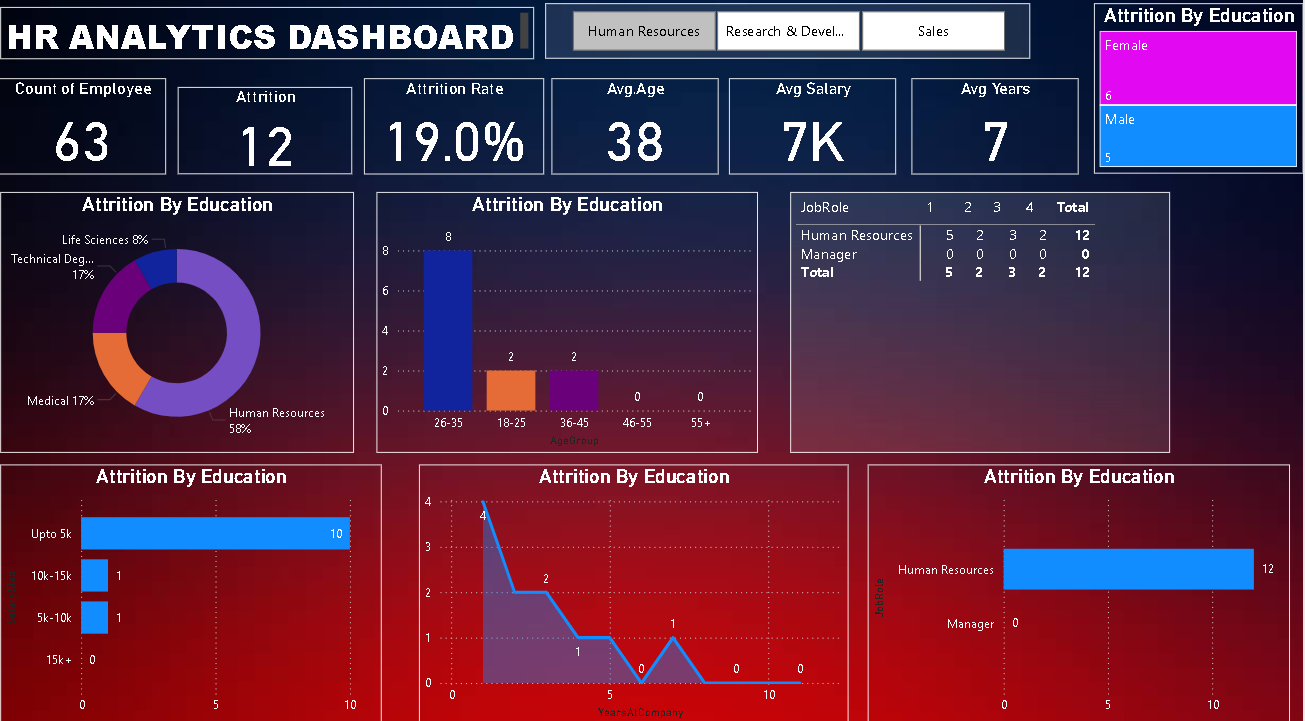 HR ANALYTICS DASHBOARD
Human Resources
Research & Devel...
Sales
Attrition By Education
Female
6
Male
5
Count of Employee
63
Attrition
12
Attrition Rate
19.0%
Avg.Age
38
Avg Salary
7K
Avg Years
7
Attrition By Education
Life Sciences 8%
Technical Deg...
17%
Medical 17%
Human Resources
58%
Attrition By Education
8
6
4
2
0
8
2
2
0
0
26-35
18-25
36-45
46-55
55+
AgeGroup
JobRole 1 2 3 4 Total
Human Resources 5 2 3 2 12
Manager 0 0 0 0 0
Total 5 2 3 2 12
Attrition By Education
Upto 5k 10
10k-15k 1
5k-10k 1
15k+ 0
0 5 10
Attrition By Education
4
3
2
1
0
4
2
1
0
1
0
0
0 5 10
YearsAtCompany
Attrition By Education
JobRole
Human Resources 12
Manager 0
0 5 10